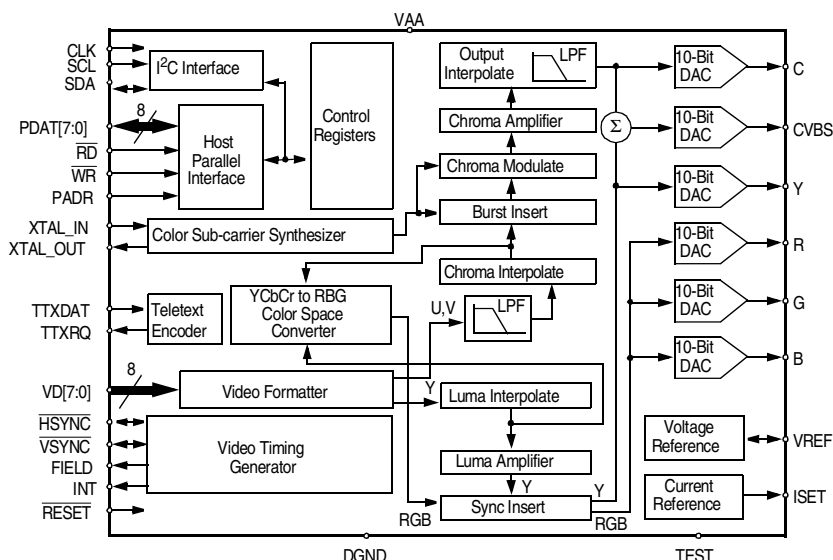 VAA
CLK
SCL
SDA
I²C Interface
8
PDAT[7:0]
RD
WR
PADR
Host
Parallel
Interface
Control
Registers
XTAL_IN
XTAL_OUT
Color Sub-carrier Synthesizer
TTXDAT
TTXRQ
Teletext
Encoder
YCbCr to RBG
Color Space
Converter
8
VD[7:0]
Video Formatter
HSYNC
VSYNC
FIELD
INT
RESET
Video Timing
Generator
Output
Interpolate
LPF
Chroma Amplifier
Chroma Modulate
Burst Insert
Chroma Interpolate
U,V
LPF
Y
Luma Interpolate
Luma Amplifier
Y
Sync Insert
RGB
Y
RGB
Σ
10-Bit
DAC
C
10-Bit
DAC
CVBS
10-Bit
DAC
Y
10-Bit
DAC
R
10-Bit
DAC
G
10-Bit
DAC
B
Voltage
Reference
VREF
Current
Reference
ISET
DGND
TEST